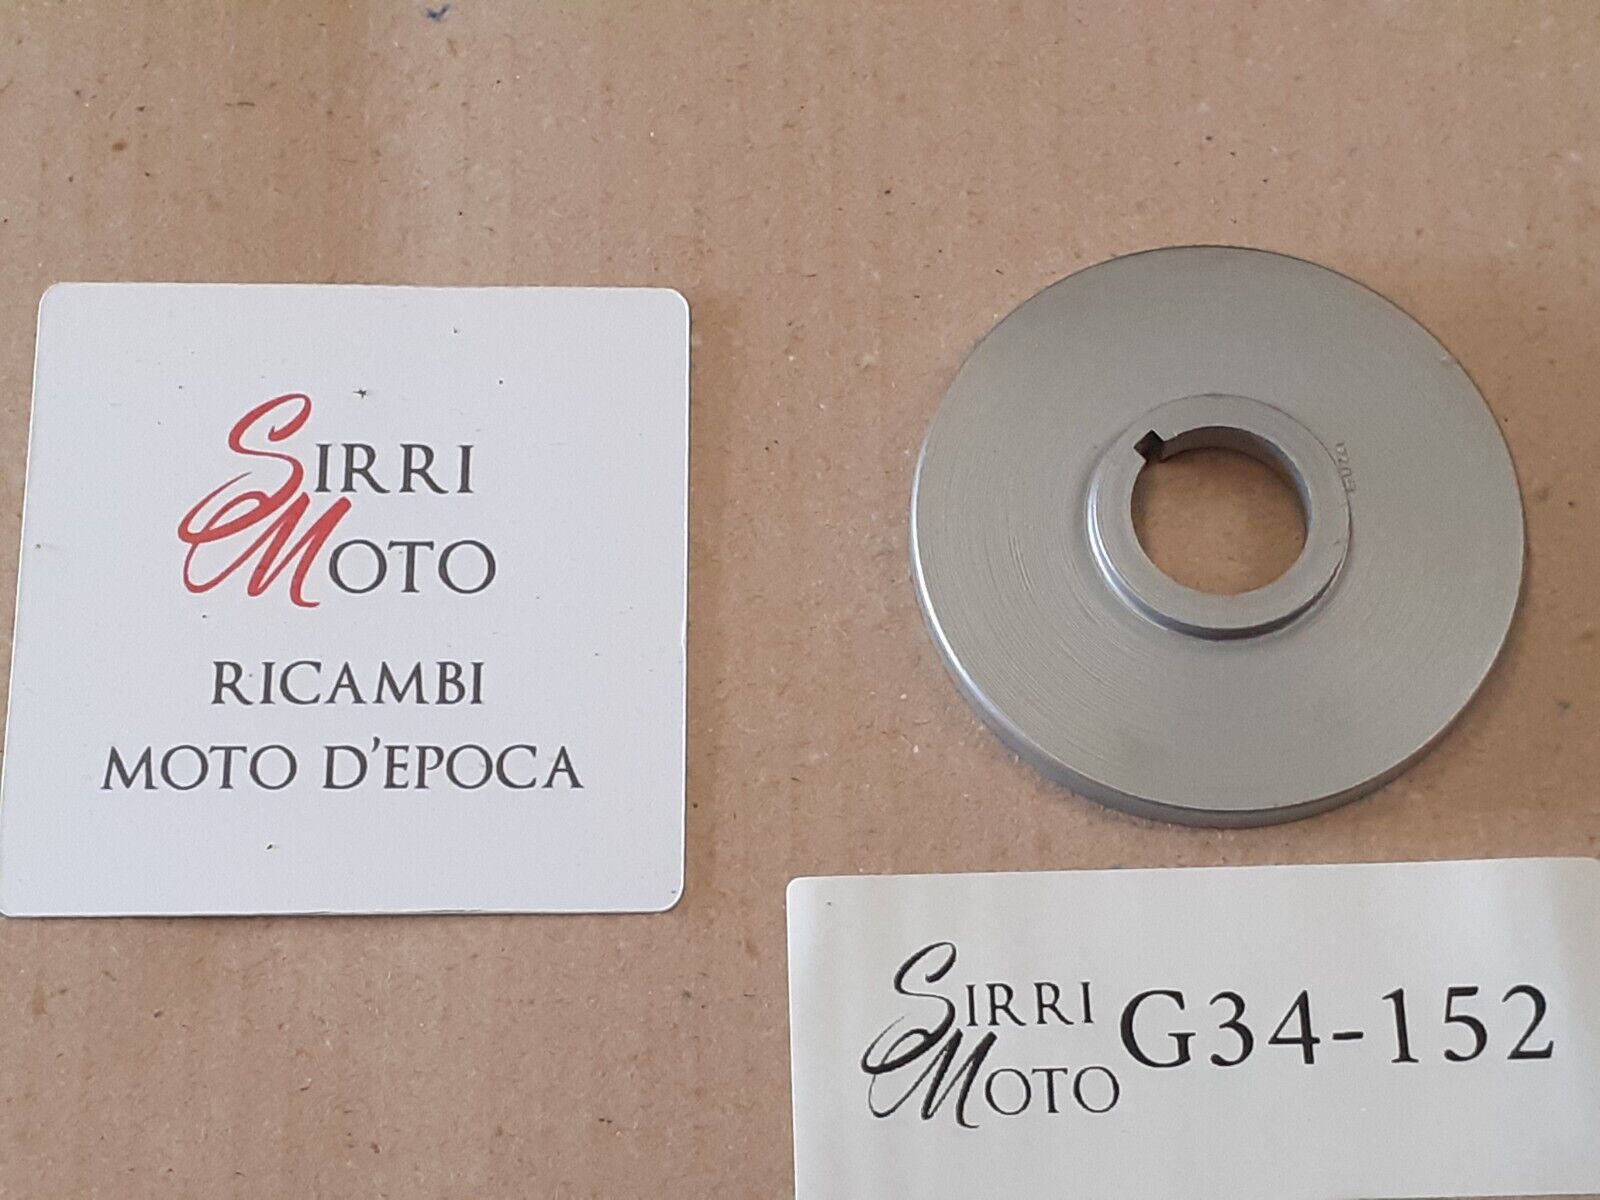 SIRRI
MOTO
RICAMBI
MOTO D'EPOCA
SIRRI
MOTO
G34-152